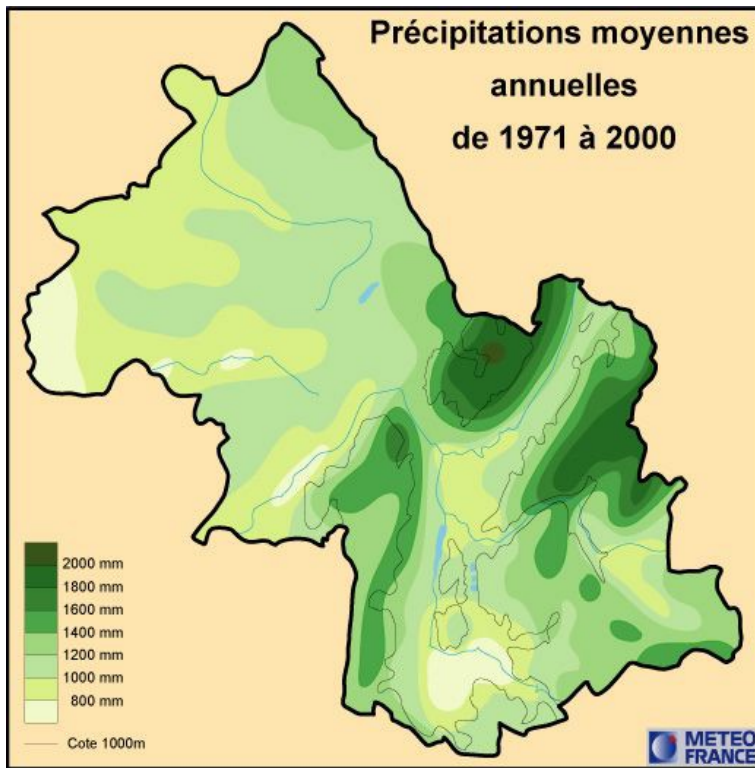 Précipitations moyennes
annuelles
de 1971 à 2000
2000 mm
1800 mm
1600 mm
1400 mm
1200 mm
1000 mm
800 mm
Cote 1000m
METEO
FRANCE